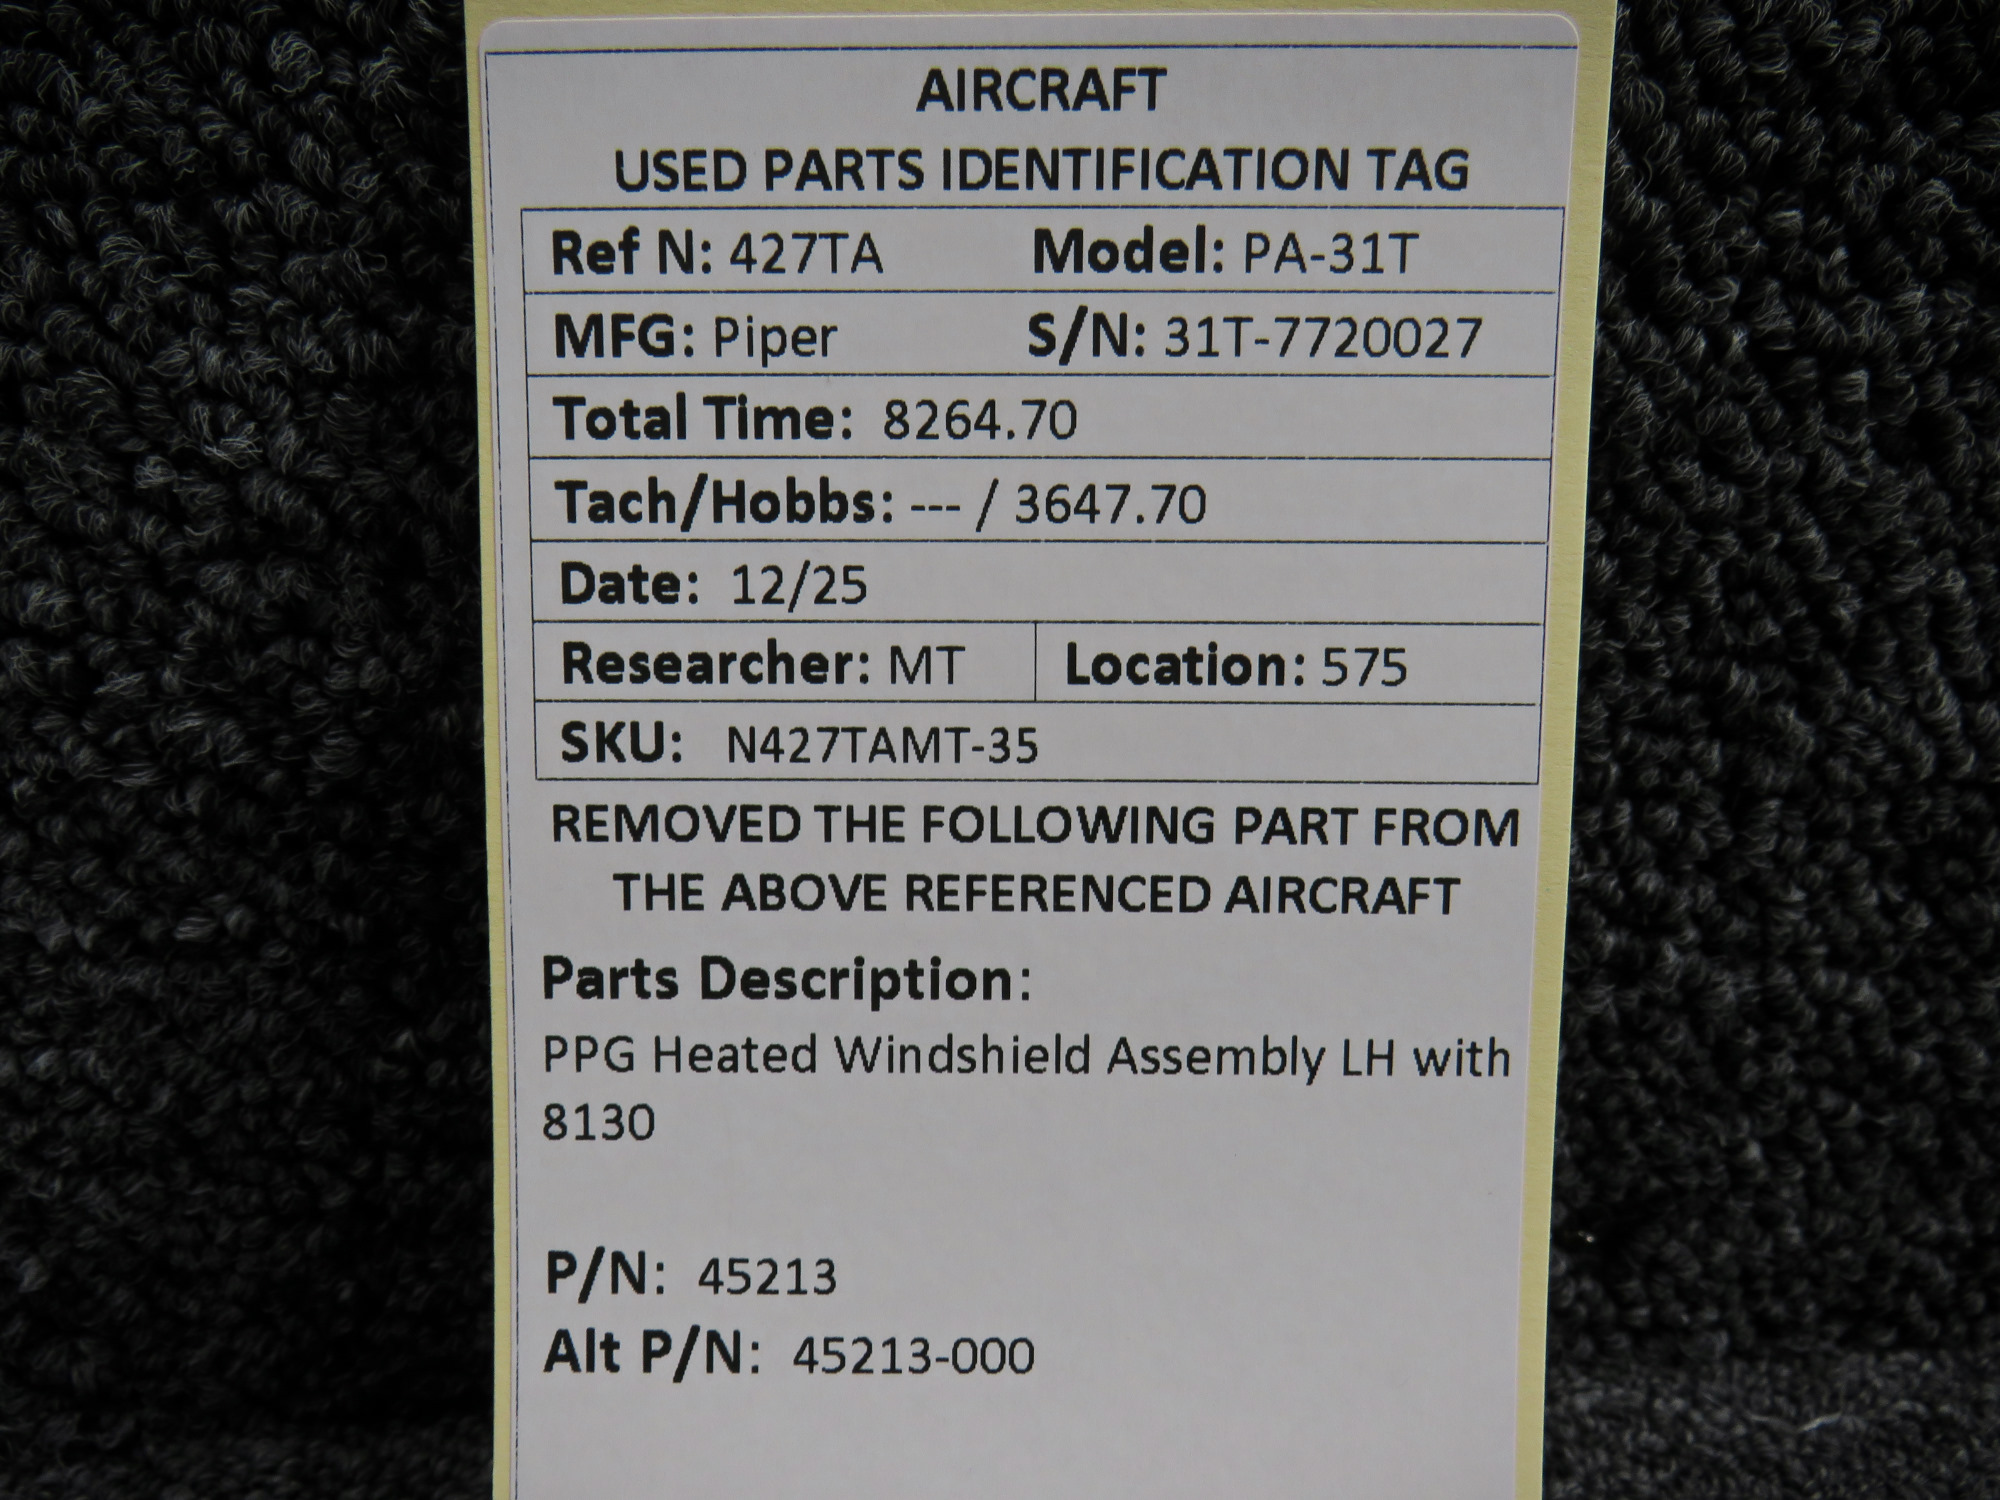 AIRCRAFT
USED PARTS IDENTIFICATION TAG
Ref N: 427TA Model: PA-31T
MFG: Piper S/N: 31T-7720027
Total Time: 8264.70
Tach/Hobbs: --- / 3647.70
Date: 12/25
Researcher: MT Location: 575
SKU: N427TAMT-35
REMOVED THE FOLLOWING PART FROM
THE ABOVE REFERENCED AIRCRAFT
Parts Description:
PPG Heated Windshield Assembly LH with
8130
P/N: 45213
Alt P/N: 45213-000